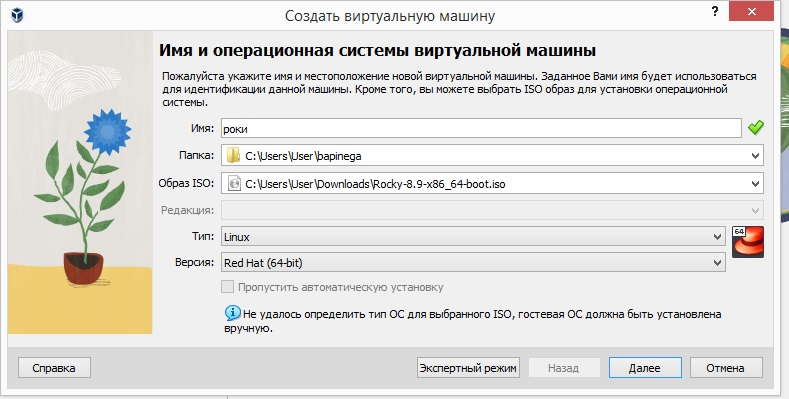 Создать виртуальную машину
? ×
Имя и операционная системы виртуальной машины
Пожалуйста укажите имя и местоположение новой виртуальной машины. Заданное Вами имя будет использоваться
для идентификации данной машины. Кроме того, вы можете выбрать ISO образ для установки операционной
системы.
Имя: роки
Папка: C:\Users\User\bapinega
Образ ISO: C:\Users\User\Downloads\Rocky-8.9-x86_64-boot.iso
Редакция:
Тип: Linux
64
Версия: Red Hat (64-bit)
Пропустить автоматическую установку
Не удалось определить тип ОС для выбранного ISO, гостевая ОС должна быть установлена
вручную.
Справка Экспертный режим Назад Далее Отмена